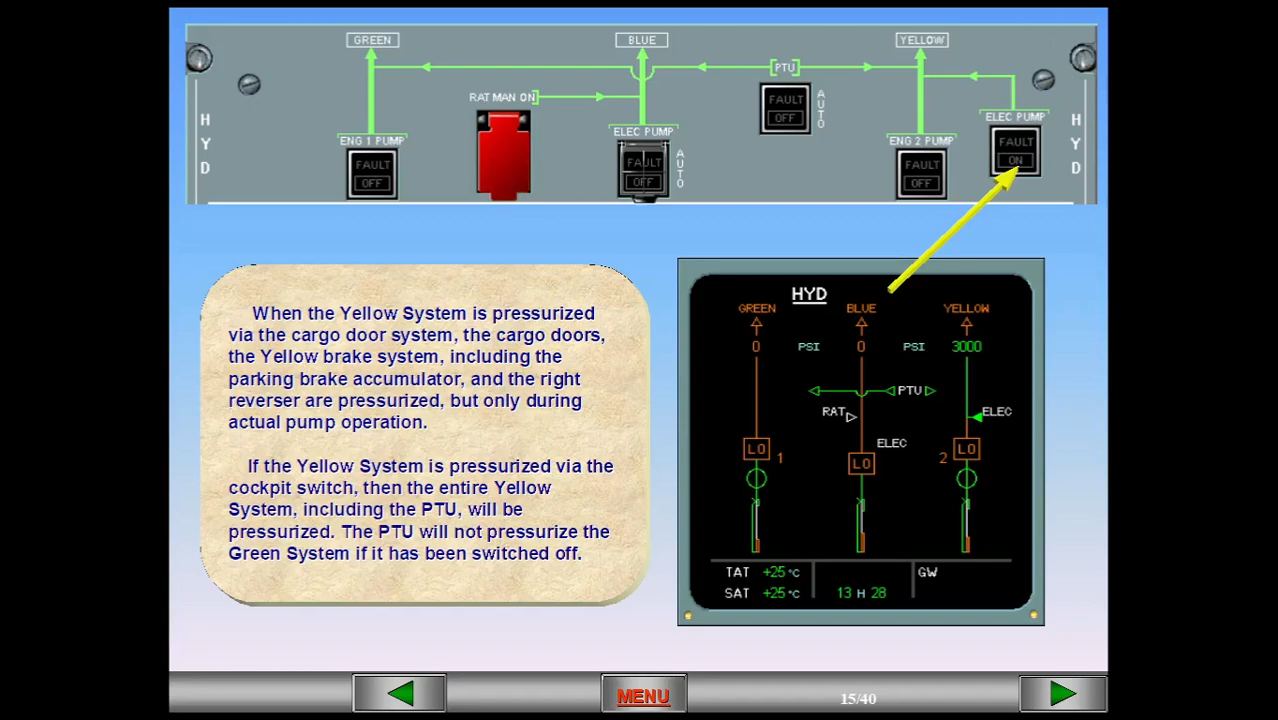 GREEN
BLUE
YELLOW
PTU
RAT MAN ON
ELEC PUMP
ELEC PUMP
ENG 1 PUMP
ENG 2 PUMP
FAULT
OFF
FAULT
OFF
AUTO
FAULT
OFF
AUTO
FAULT
OFF
FAULT
ON
HYD
HYD
When the Yellow System is pressurized
via the cargo door system, the cargo doors,
the Yellow brake system, including the
parking brake accumulator, and the right
reverser are pressurized, but only during
actual pump operation.
If the Yellow System is pressurized via the
cockpit switch, then the entire Yellow
System, including the PTU, will be
pressurized. The PTU will not pressurize the
Green System if it has been switched off.
HYD
GREEN BLUE YELLOW
0 PSI 0 PSI 3000
PTU
RAT ELEC
ELEC
LO 1 LO 2 LO
TAT +25 °C GW
SAT +25 °C 13 H 28
MENU
15/40